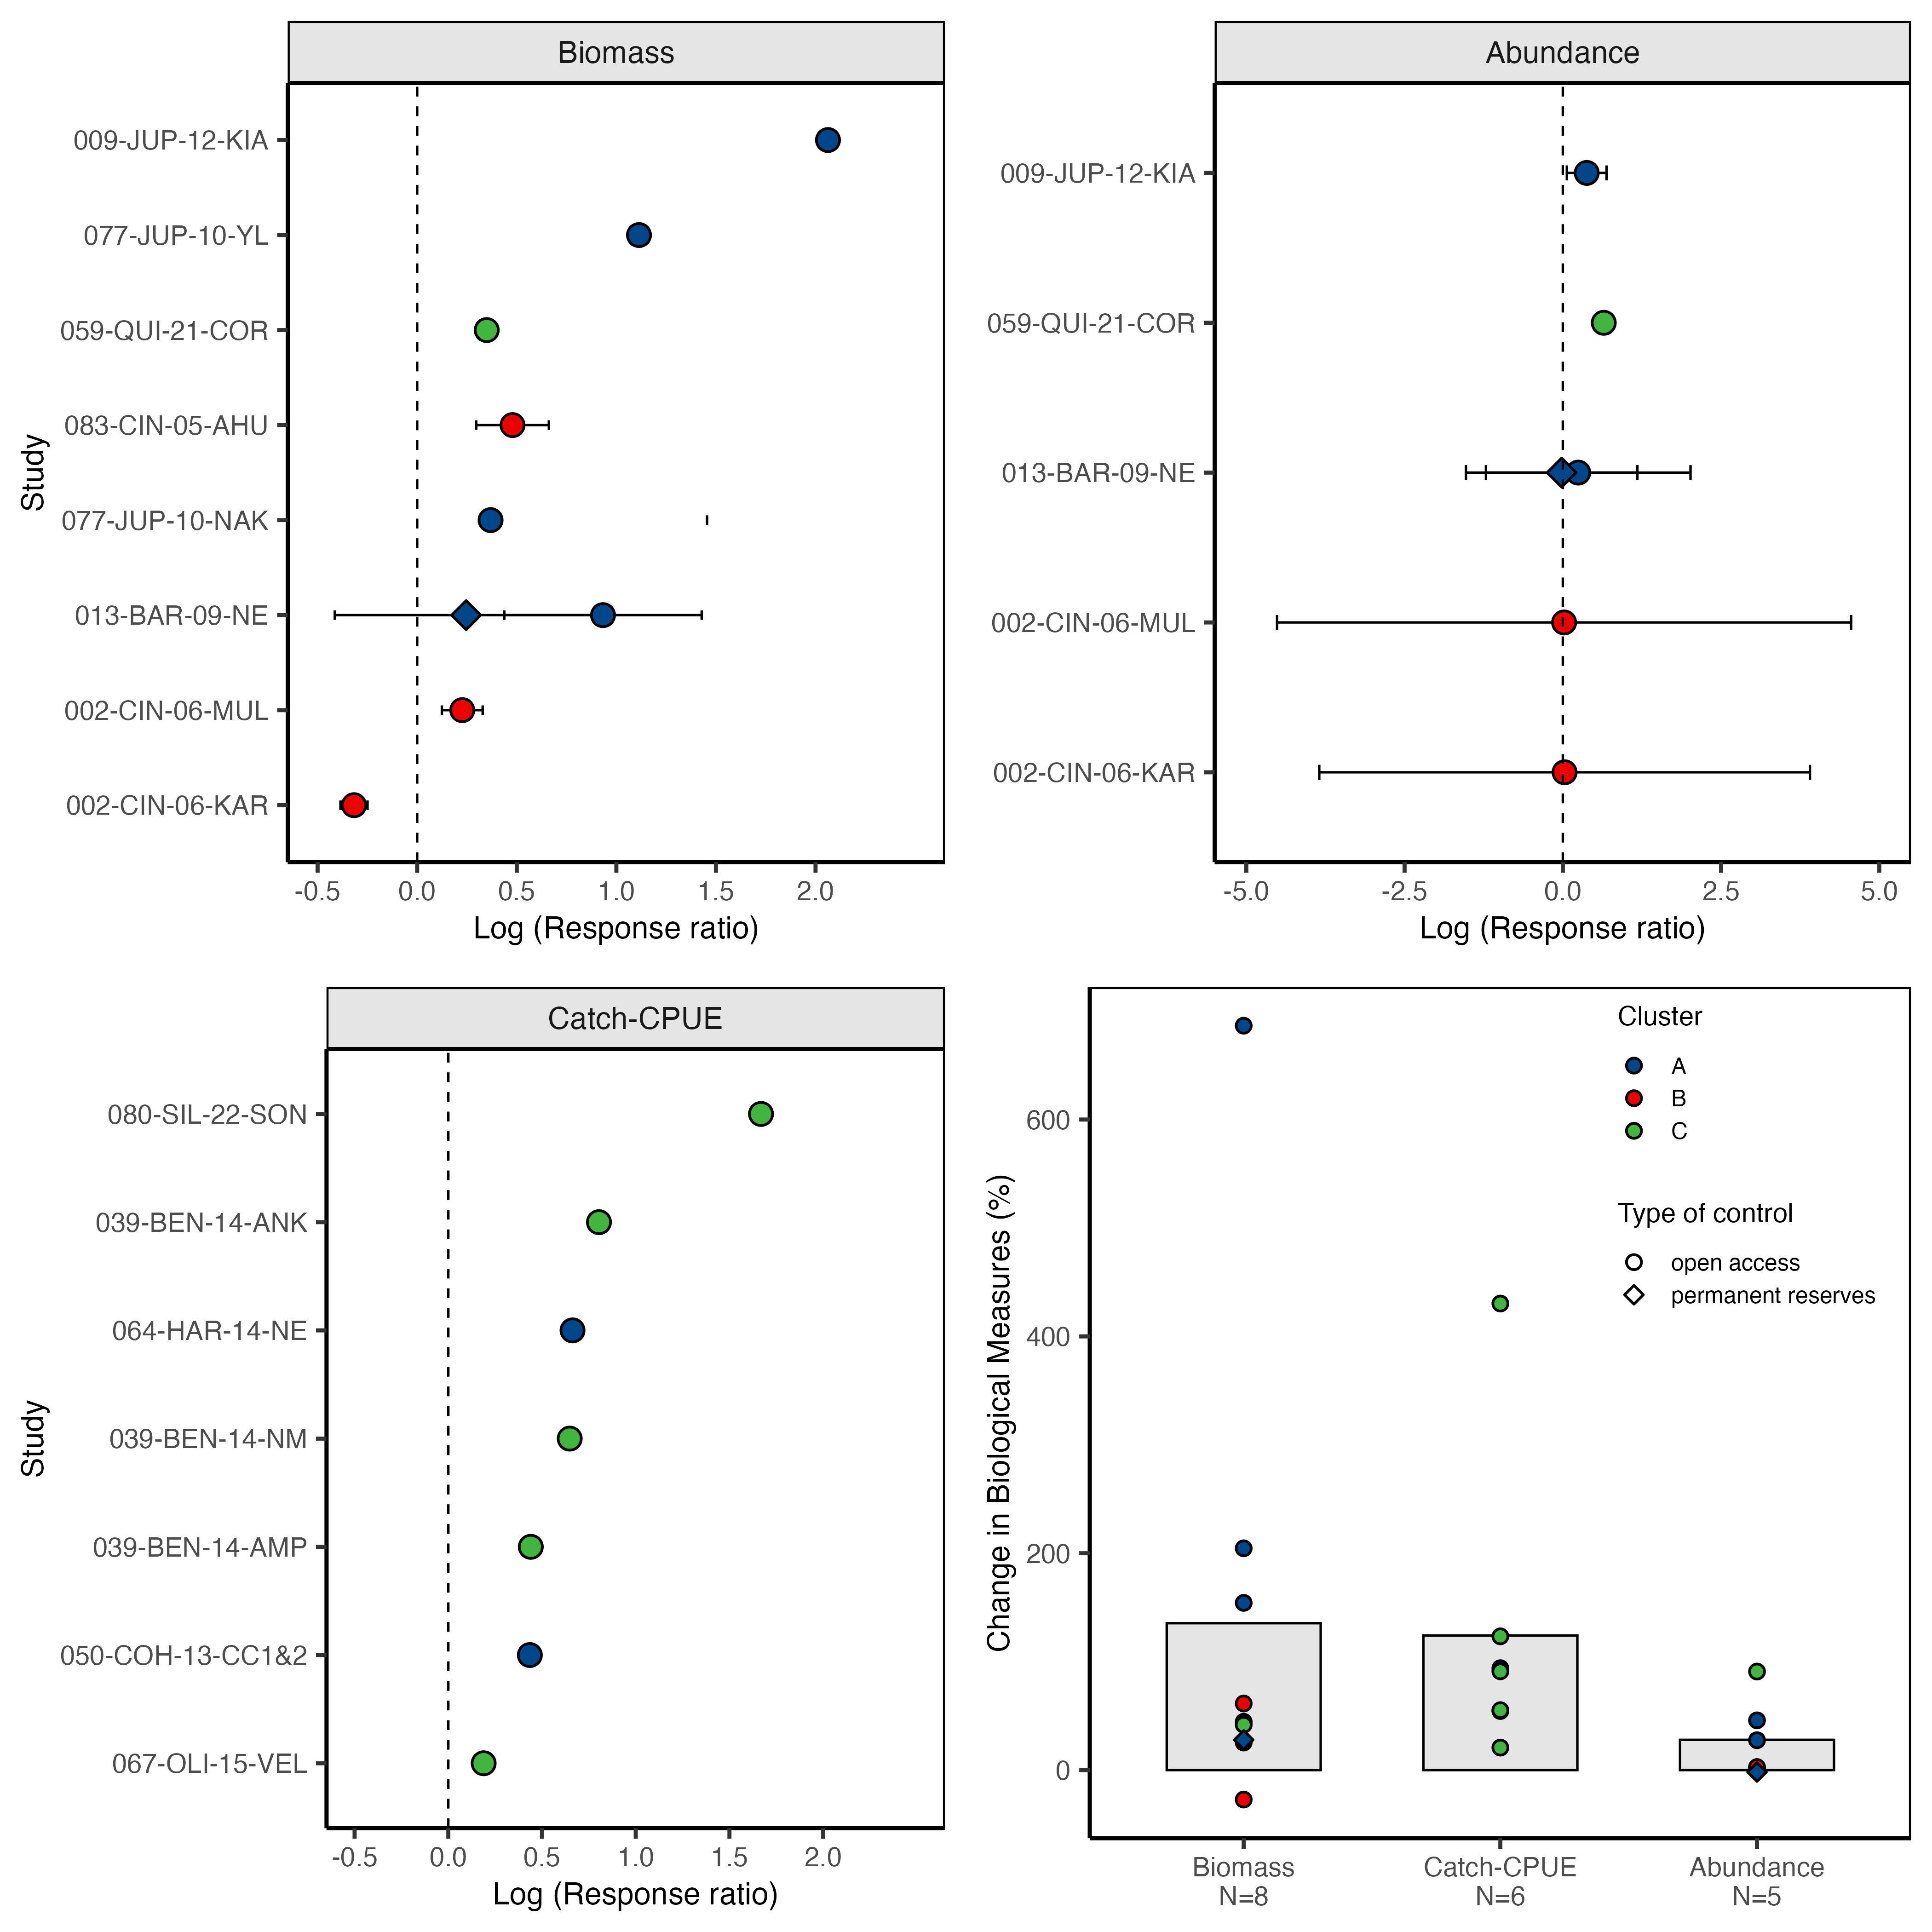 Biomass
009-JUP-12-KIA
077-JUP-10-YL
059-QUI-21-COR
083-CIN-05-AHU
077-JUP-10-NAK
013-BAR-09-NE
002-CIN-06-MUL
002-CIN-06-KAR
Study
-0.5 0.0 0.5 1.0 1.5 2.0
Log (Response ratio)
Abundance
009-JUP-12-KIA
059-QUI-21-COR
013-BAR-09-NE
002-CIN-06-MUL
002-CIN-06-KAR
-5.0 -2.5 0.0 2.5 5.0
Log (Response ratio)
Catch-CPUE
080-SIL-22-SON
039-BEN-14-ANK
064-HAR-14-NE
039-BEN-14-NM
039-BEN-14-AMP
050-COH-13-CC1&2
067-OLI-15-VEL
Study
-0.5 0.0 0.5 1.0 1.5 2.0
Log (Response ratio)
Change in Biological Measures (%)
600
400
200
0
Cluster
A
B
C
Type of control
open access
permanent reserves
Biomass Catch-CPUE Abundance
N=8 N=6 N=5